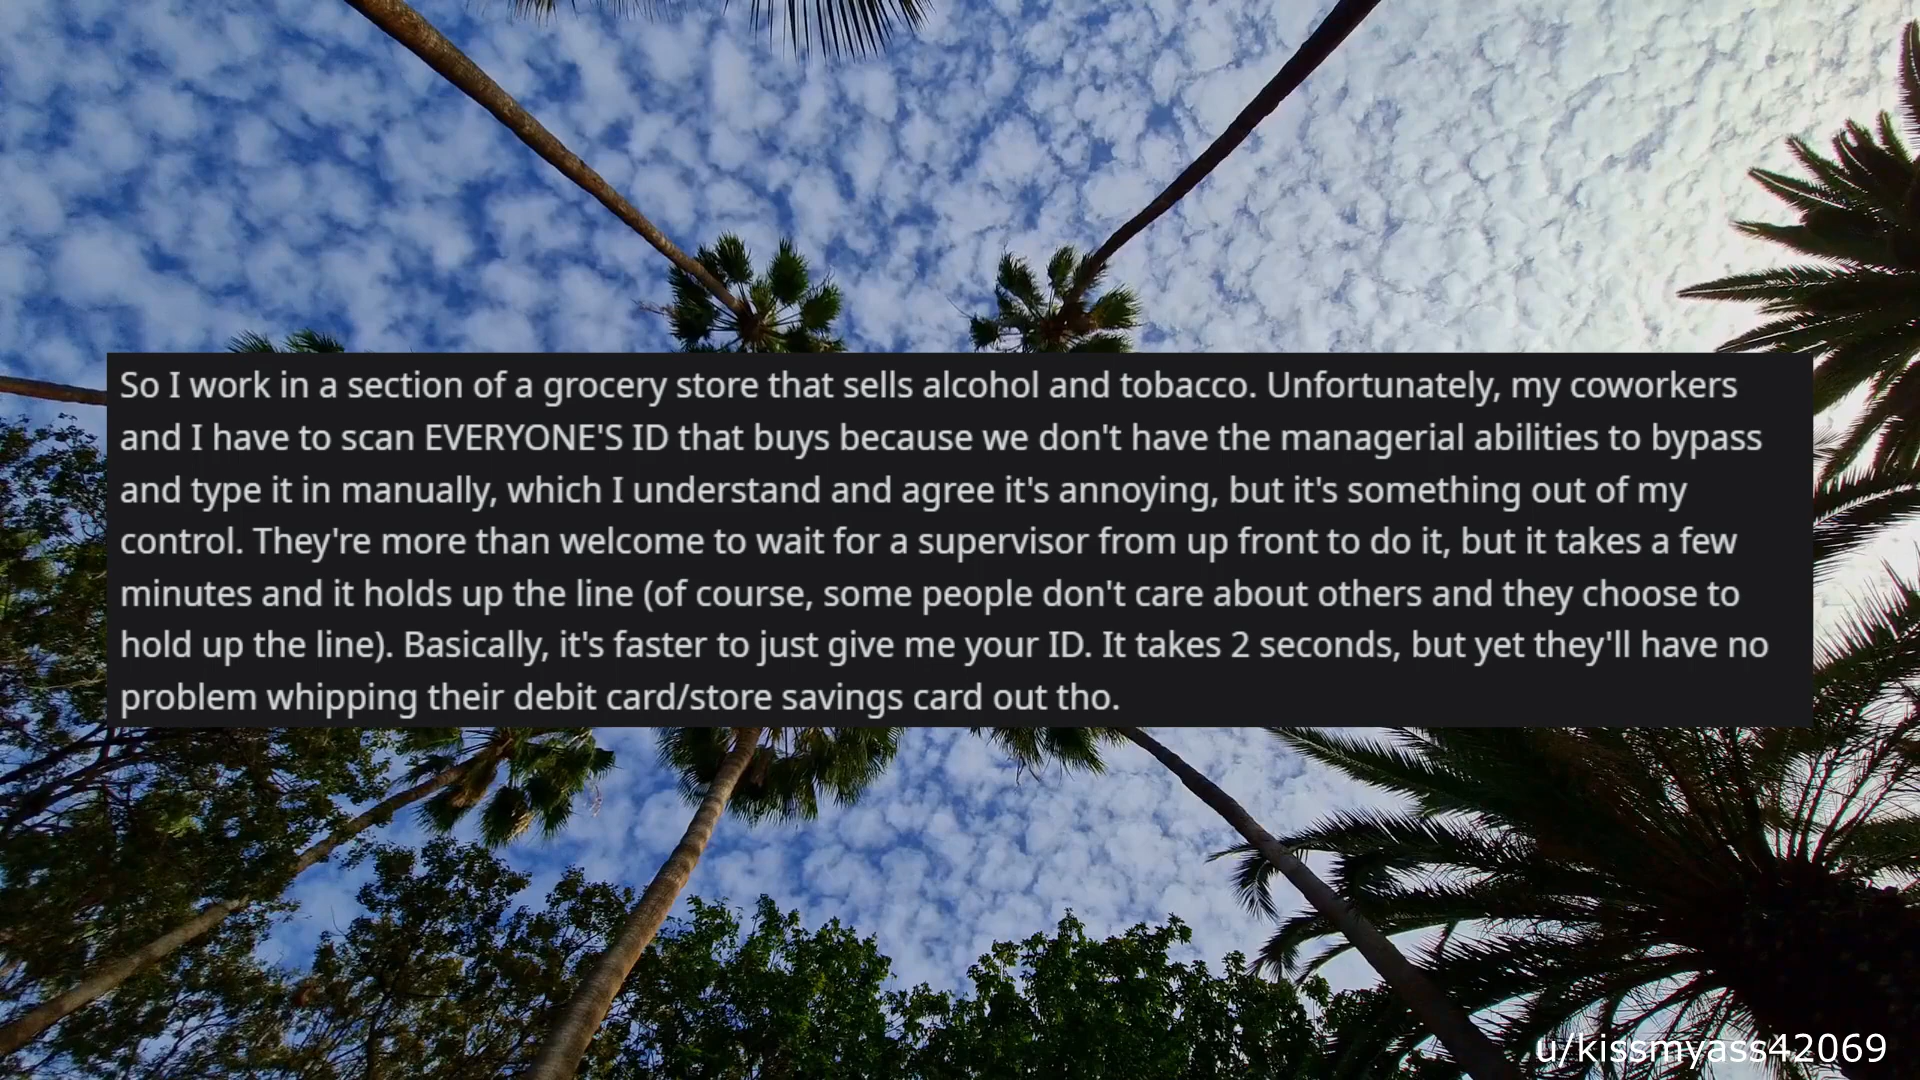 So I work in a section of a grocery store that sells alcohol and tobacco. Unfortunately, my coworkers
and I have to scan EVERYONE'S ID that buys because we don't have the managerial abilities to bypass
and type it in manually, which I understand and agree it's annoying, but it's something out of my
control. They're more than welcome to wait for a supervisor from up front to do it, but it takes a few
minutes and it holds up the line (of course, some people don't care about others and they choose to
hold up the line). Basically, it's faster to just give me your ID. It takes 2 seconds, but yet they'll have no
problem whipping their debit card/store savings card out tho.
u/kissmyass42069